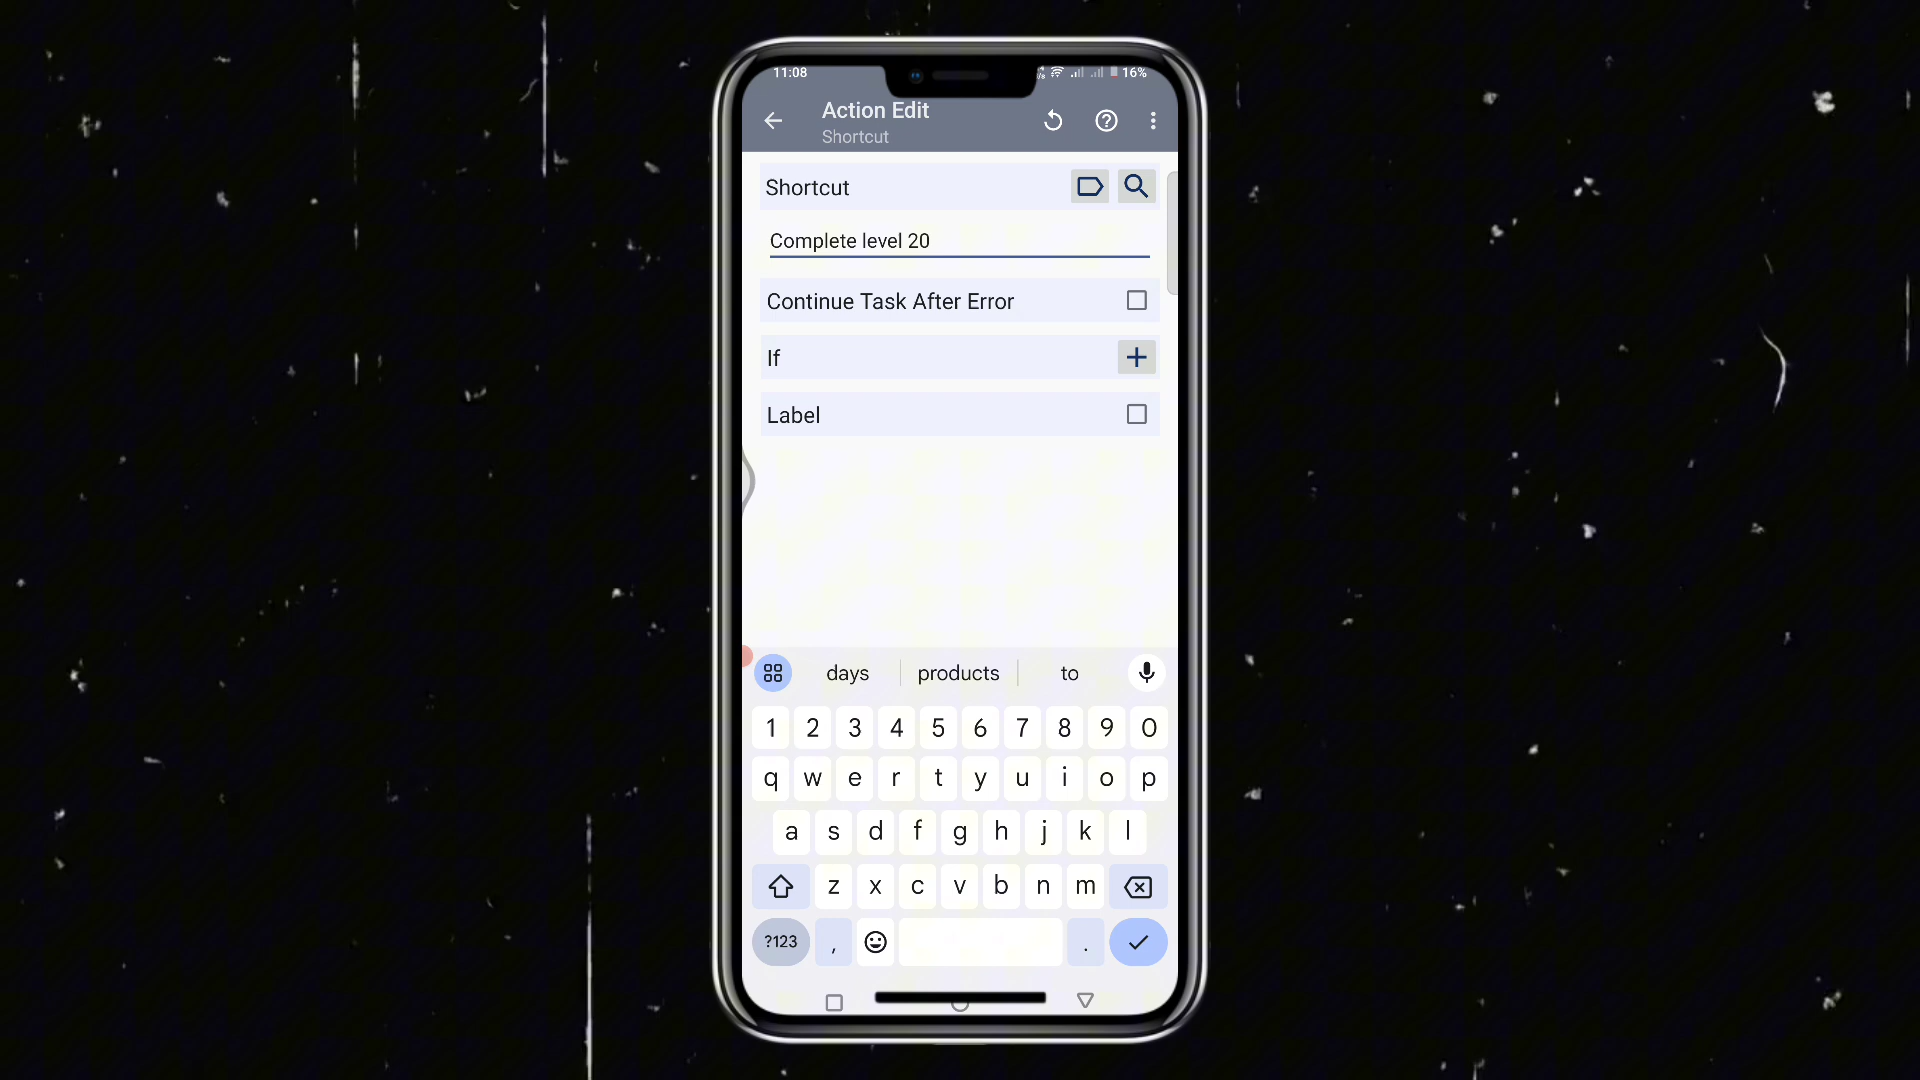 11:08
16%
Action Edit
Shortcut
Shortcut
Complete level 20
Continue Task After Error
If
Label
days products to
1 2 3 4 5 6 7 8 9 0
q w e r t y u i o p
a s d f g h j k l
z x c v b n m
?123 , .